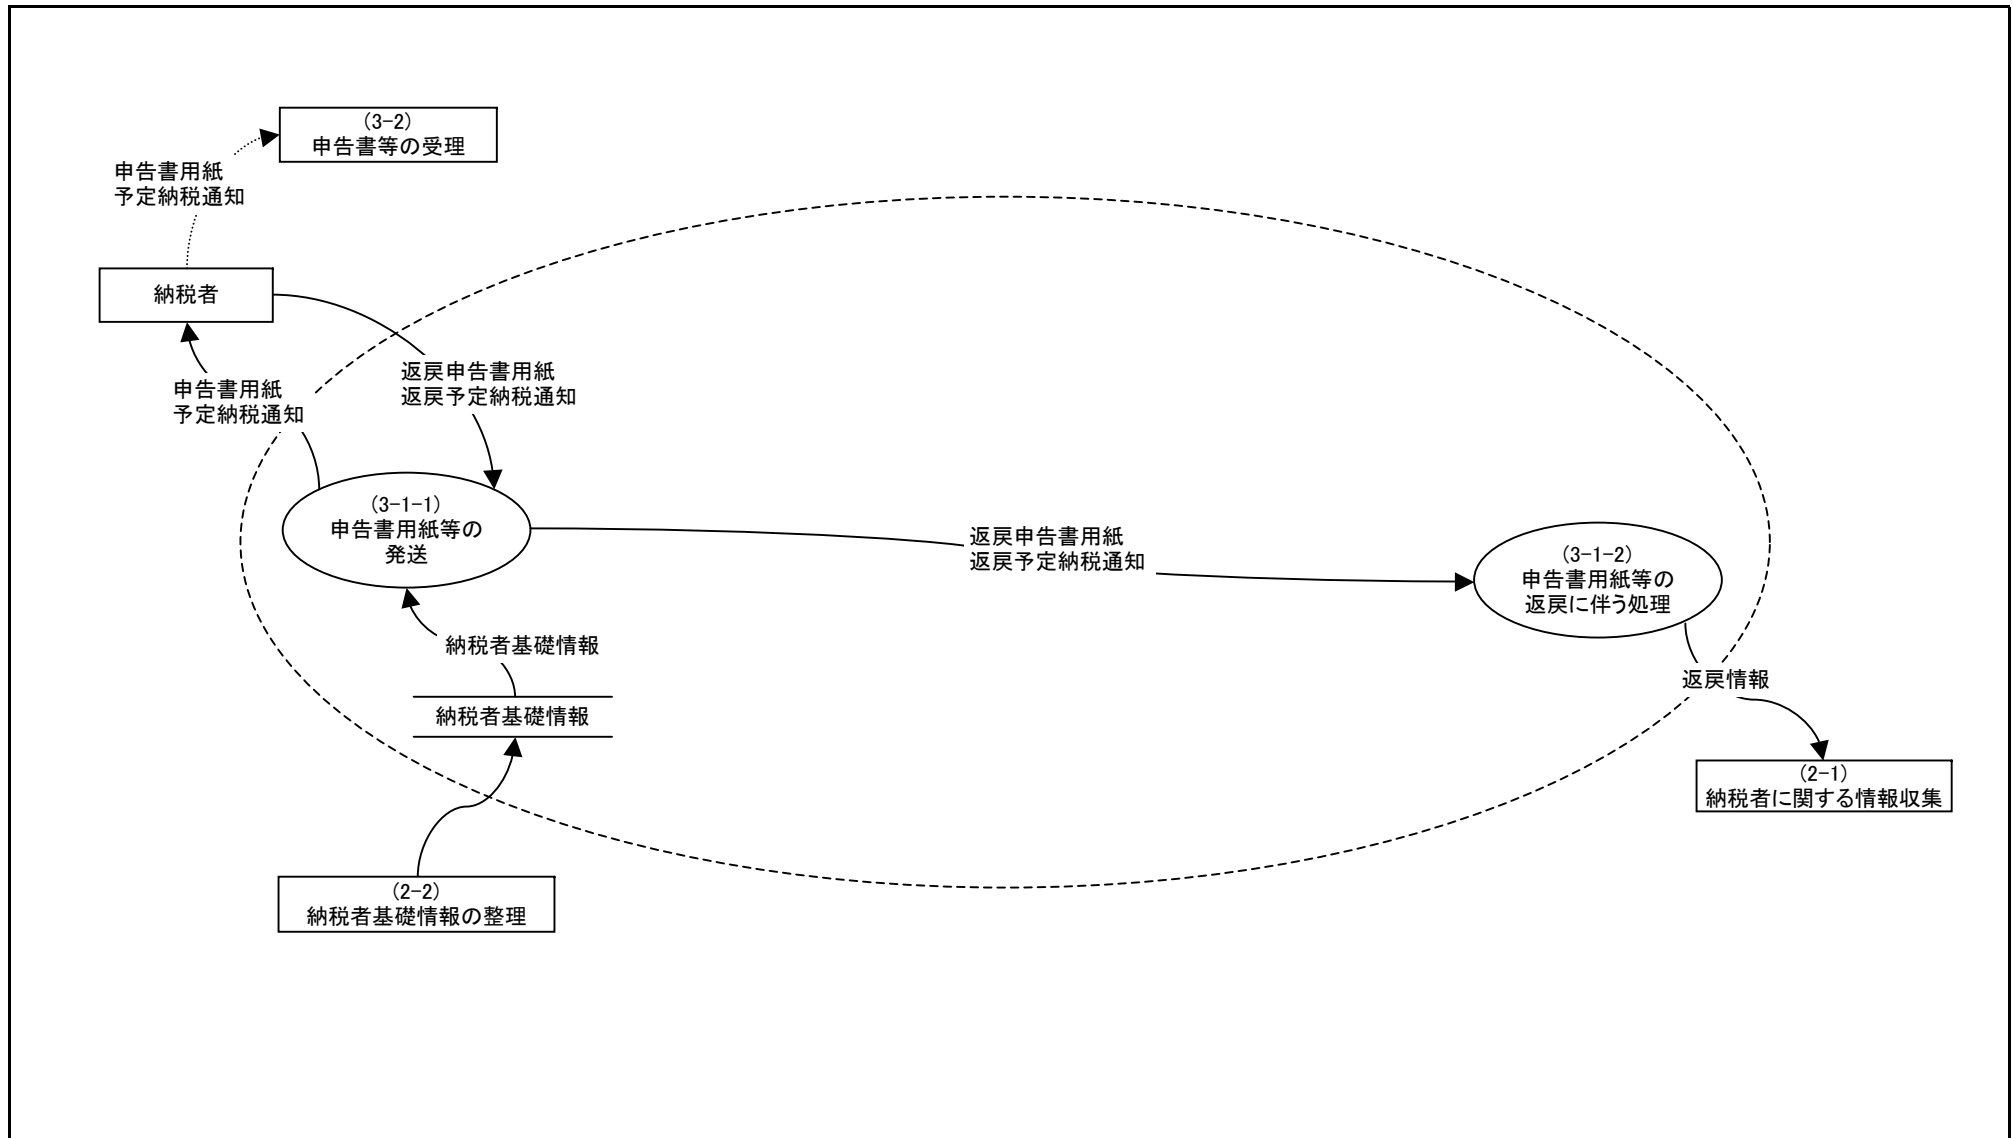 (3-2)
申告書等の受理
申告書用紙
予定納税通知
納税者
返戻申告書用紙
返戻予定納税通知
申告書用紙
予定納税通知
(3-1-1)
申告書用紙等の
発送
返戻申告書用紙
返戻予定納税通知
(3-1-2)
申告書用紙等の
返戻に伴う処理
納税者基礎情報
返戻情報
納税者基礎情報
(2-1)
納税者に関する情報収集
(2-2)
納税者基礎情報の整理